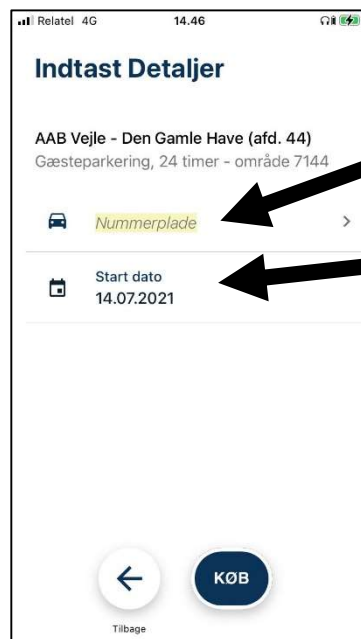 Relatel 4G 14.46
Indtast Detaljer
AAB Vejle - Den Gamle Have (afd. 44)
Gæsteparkering, 24 timer - område 7144
Nummerplade
Start dato
14.07.2021
KØB
Tilbage